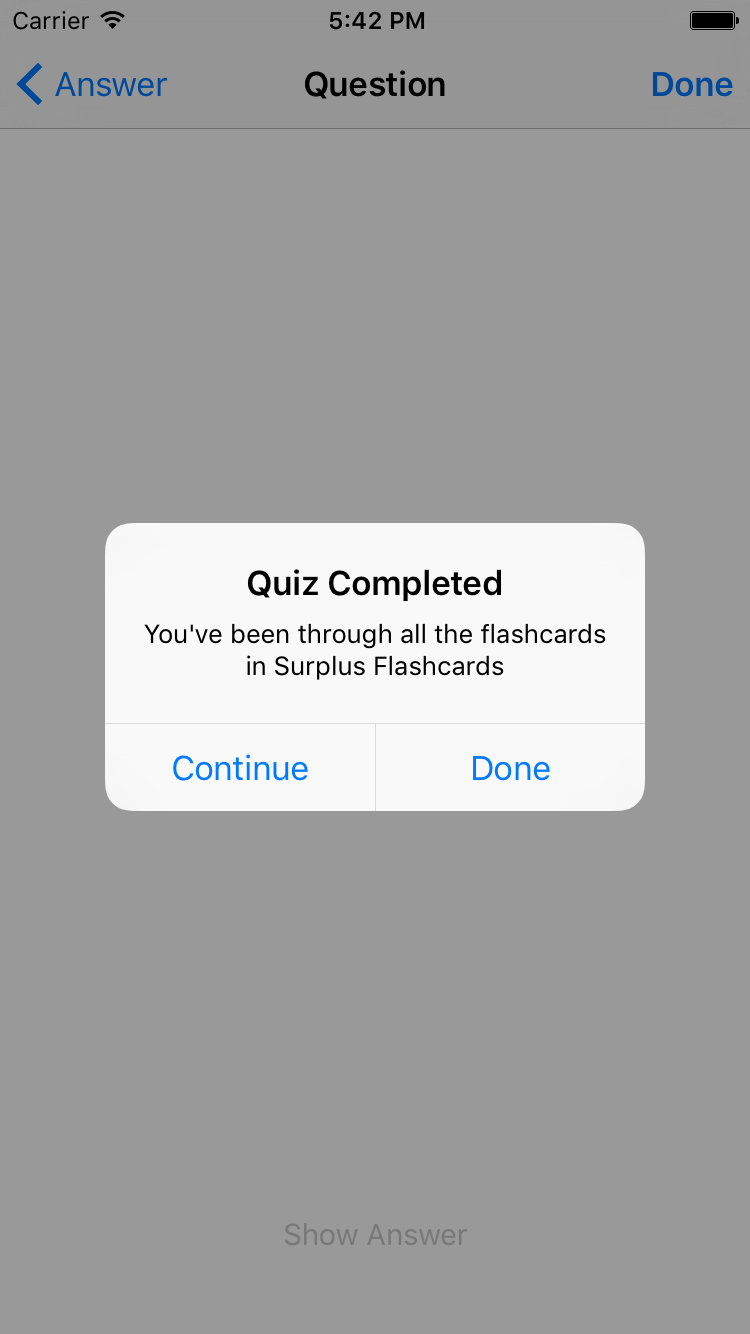 Carrier 5:42 PM
Answer Question Done
Quiz Completed
You've been through all the flashcards
in Surplus Flashcards
Continue Done
Show Answer